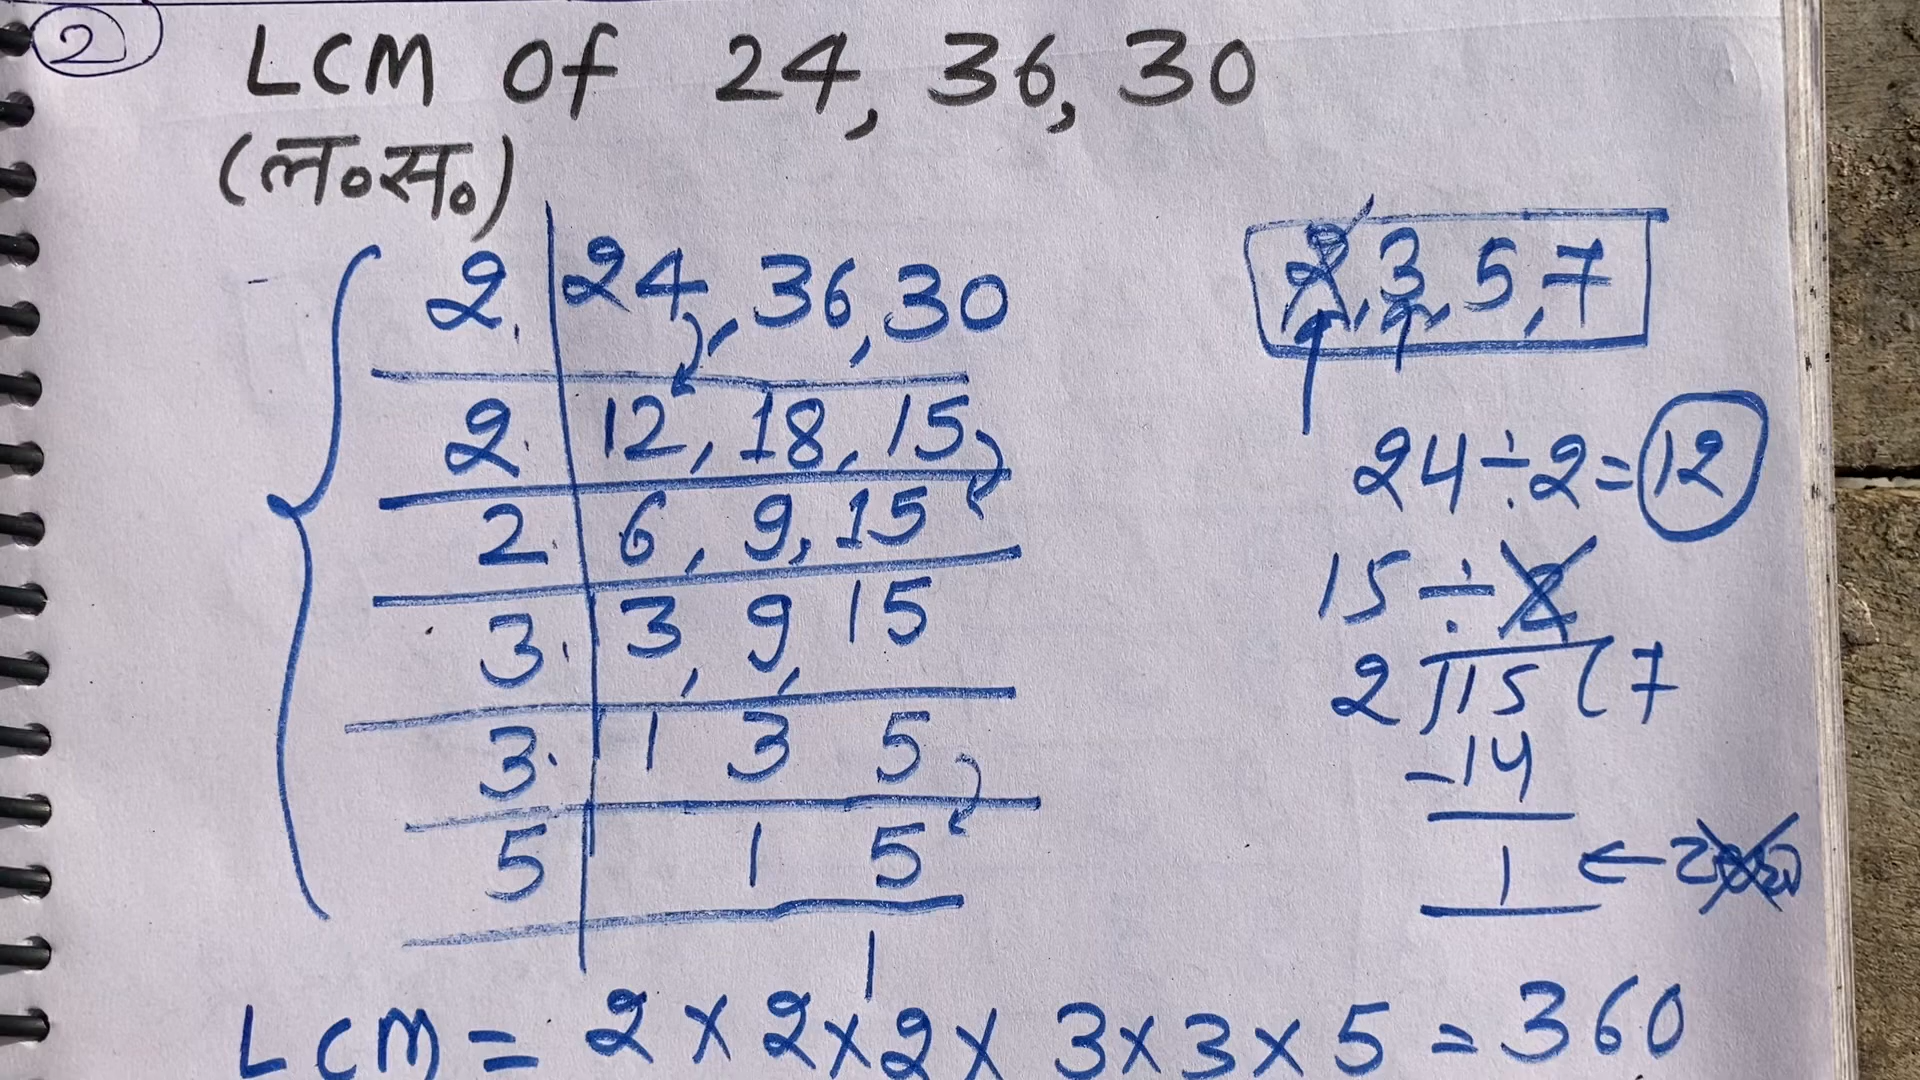 2
LCM of 24, 36, 30
(ल०स०)
2 24, 36, 30
2 12, 18, 15
2 6, 9, 15
3 3, 9, 15
3 1 3 5
5 1 5
1
LCM = 2 × 2 × 2 × 3 × 3 × 5 = 360
2, 3, 5, 7
24 ÷ 2 = 12
15 ÷ 2
2 ) 15 ( 7
-14
1